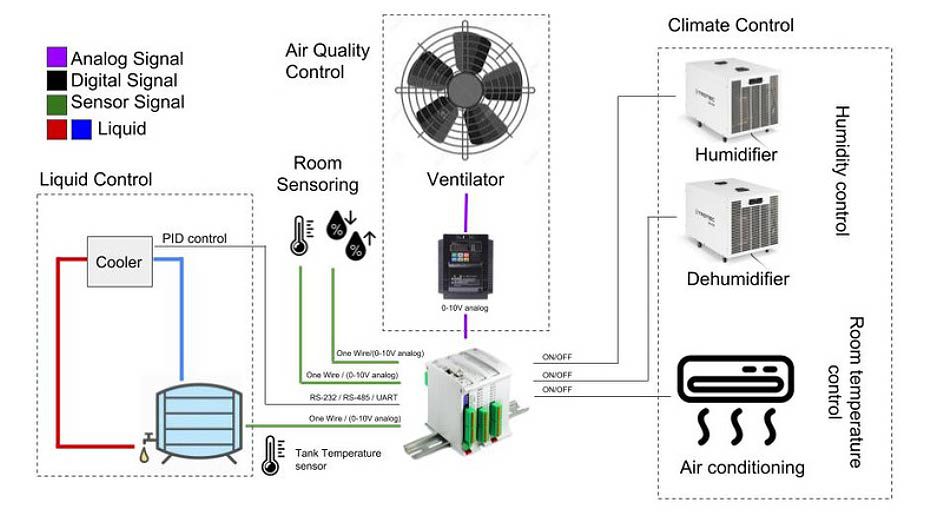 Climate Control
Air Quality
Control
Analog Signal
Digital Signal
Sensor Signal
Liquid
Humidity control
Humidifier
Room
Sensoring
Ventilator
Liquid Control
PID control
Cooler
%
%
Dehumidifier
0-10V analog
Room temperature
control
One Wire/(0-10V analog)
ON/OFF
One Wire / (0-10V analog)
ON/OFF
ON/OFF
RS-232 / RS-485 / UART
One Wire / (0-10V analog)
Tank Temperature
sensor
Air conditioning